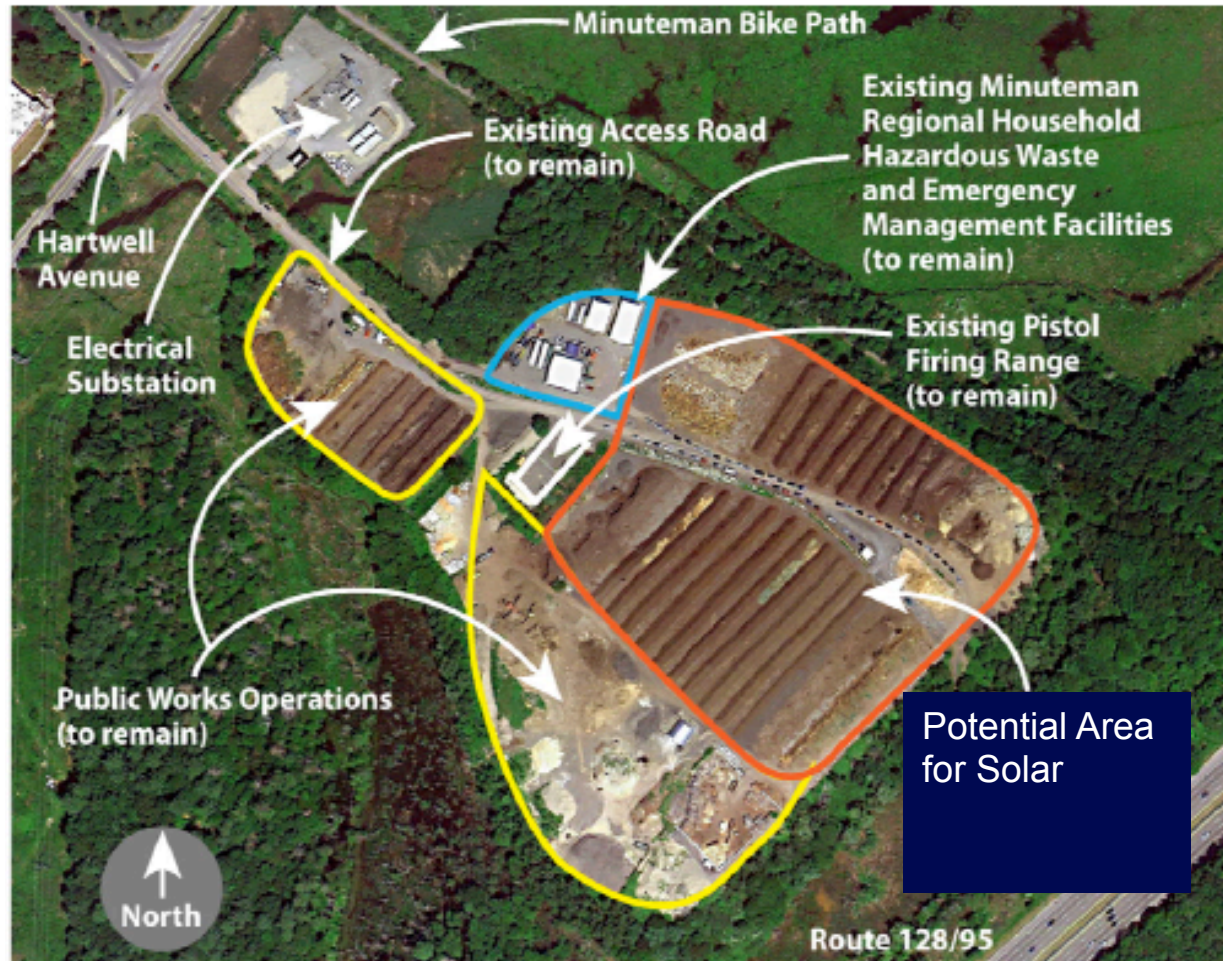 Minuteman Bike Path
Existing Minuteman
Regional Household
Hazardous Waste
and Emergency
Management Facilities
(to remain)
Existing Access Road
(to remain)
Hartwell
Avenue
Electrical
Substation
Existing Pistol
Firing Range
(to remain)
Public Works Operations
(to remain)
Potential Area
for Solar
North
Route 128/95